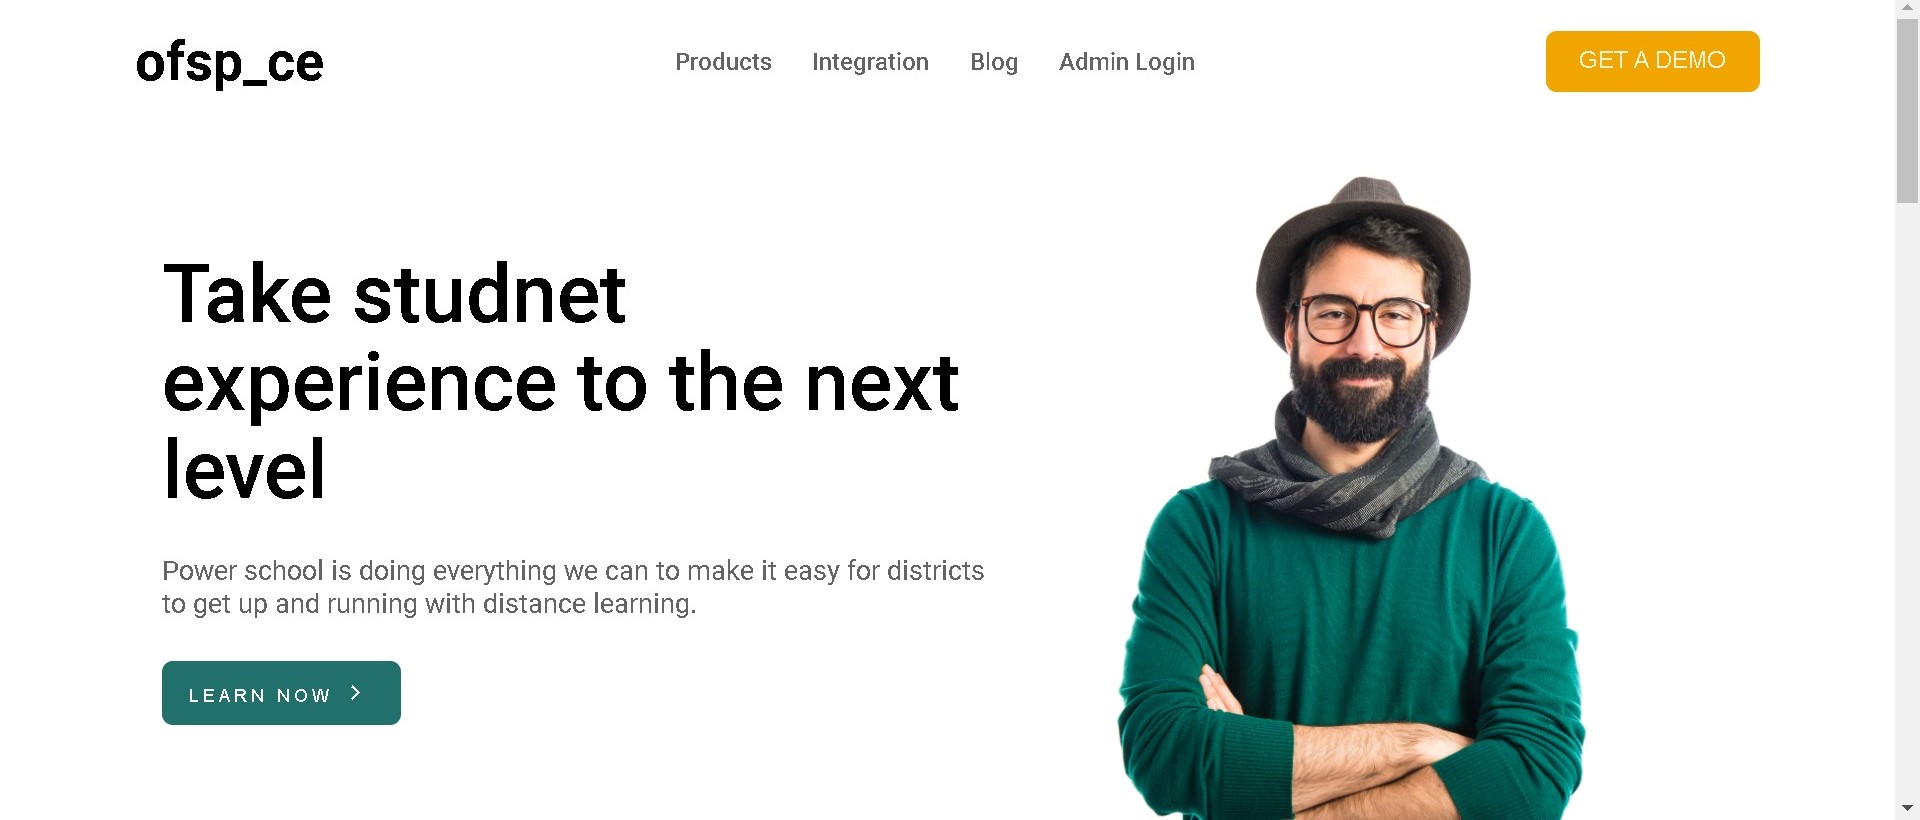 ofsp_ce
Products Integration Blog Admin Login
GET A DEMO
Take studnet
experience to the next
level
Power school is doing everything we can to make it easy for districts
to get up and running with distance learning.
LEARN NOW